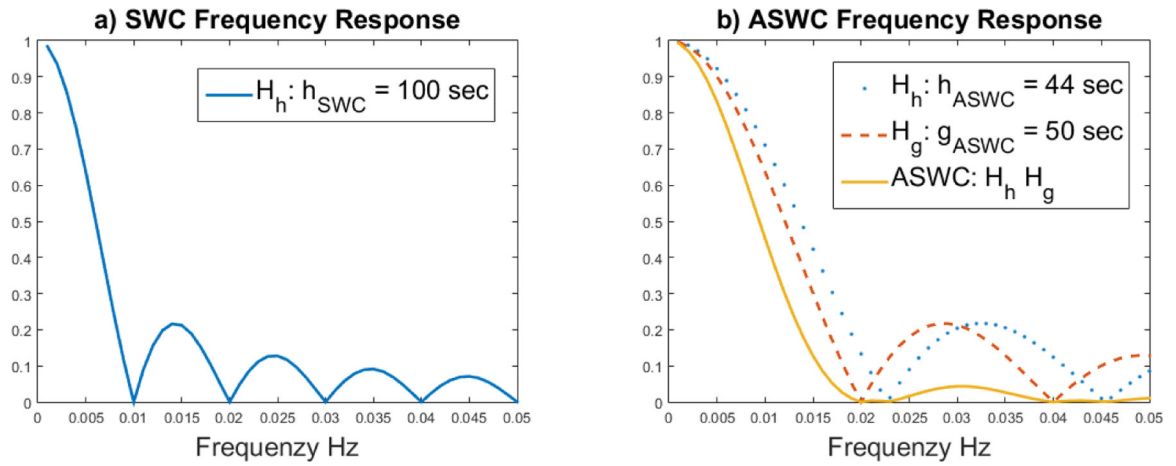 a) SWC Frequency Response
1
0.9
0.8
0.7
0.6
0.5
0.4
0.3
0.2
0.1
0
0 0.005 0.01 0.015 0.02 0.025 0.03 0.035 0.04 0.045 0.05
Frequenzy Hz
H_h: h_SWC = 100 sec
b) ASWC Frequency Response
1
0.9
0.8
0.7
0.6
0.5
0.4
0.3
0.2
0.1
0
0 0.005 0.01 0.015 0.02 0.025 0.03 0.035 0.04 0.045 0.05
Frequenzy Hz
H_h: h_ASWC = 44 sec
H_g: g_ASWC = 50 sec
ASWC: H_h H_g